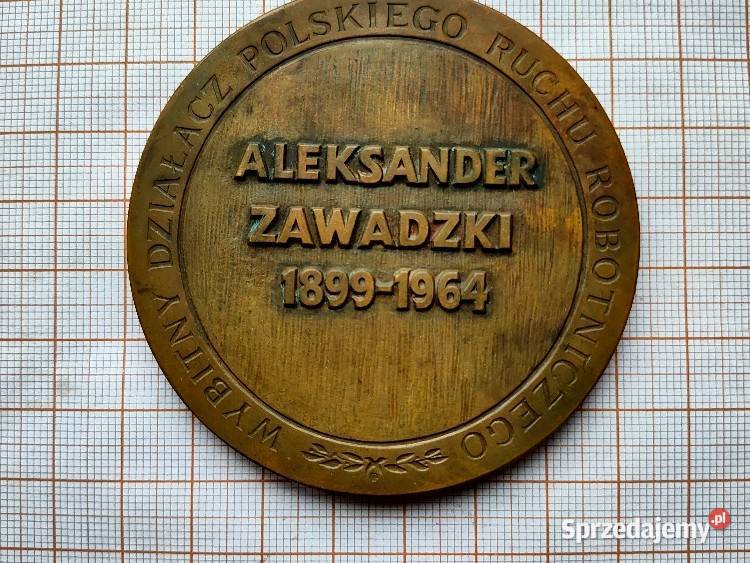 WYBITNY DZIAŁACZ POLSKIEGO RUCHU ROBOTNICZEGO
ALEKSANDER
ZAWADZKI
1899-1964
Sprzedajemy.pl